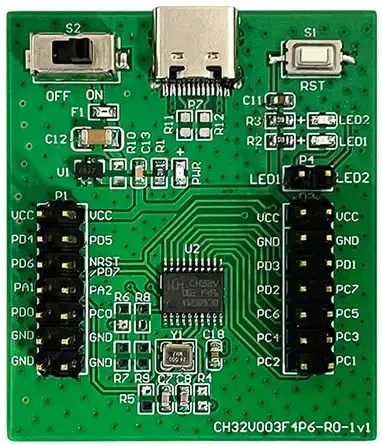 S2
S1
OFF ON
RST
F1
R11
P7
R12
C11
C12
R10
C13
R1
R3
LED2
R2
LED1
U1
PWR
P4
LED1
LED2
P1
VCC
VCC
VCC
VCC
PD4
PD5
GND
GND
PD6
NRST
/PD7
U2
PD3
PD1
PA1
PA2
PD2
PC7
PD0
PC0
R6
R8
PC6
PC5
GND
GND
Y1
C18
PC4
PC3
GND
GND
R7
R9
PC2
PC1
R5
C7
C8
R4
CH32V003F4P6-R0-1v1